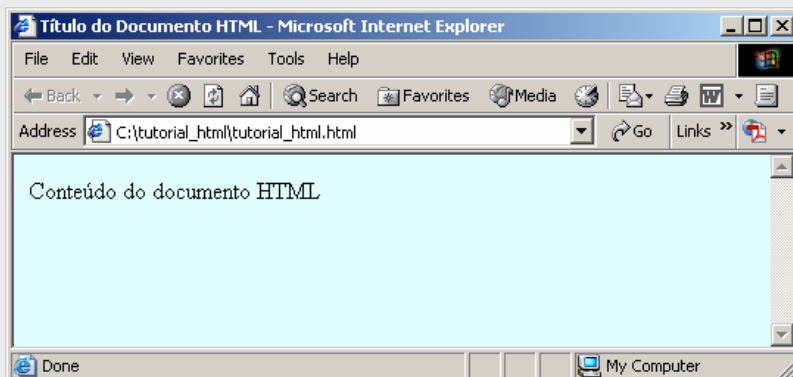 Título do Documento HTML - Microsoft Internet Explorer
File Edit View Favorites Tools Help
Back Search Favorites Media W
Address C:\tutorial_html\tutorial_html.html Go Links »
Conteúdo do documento HTML
Done My Computer